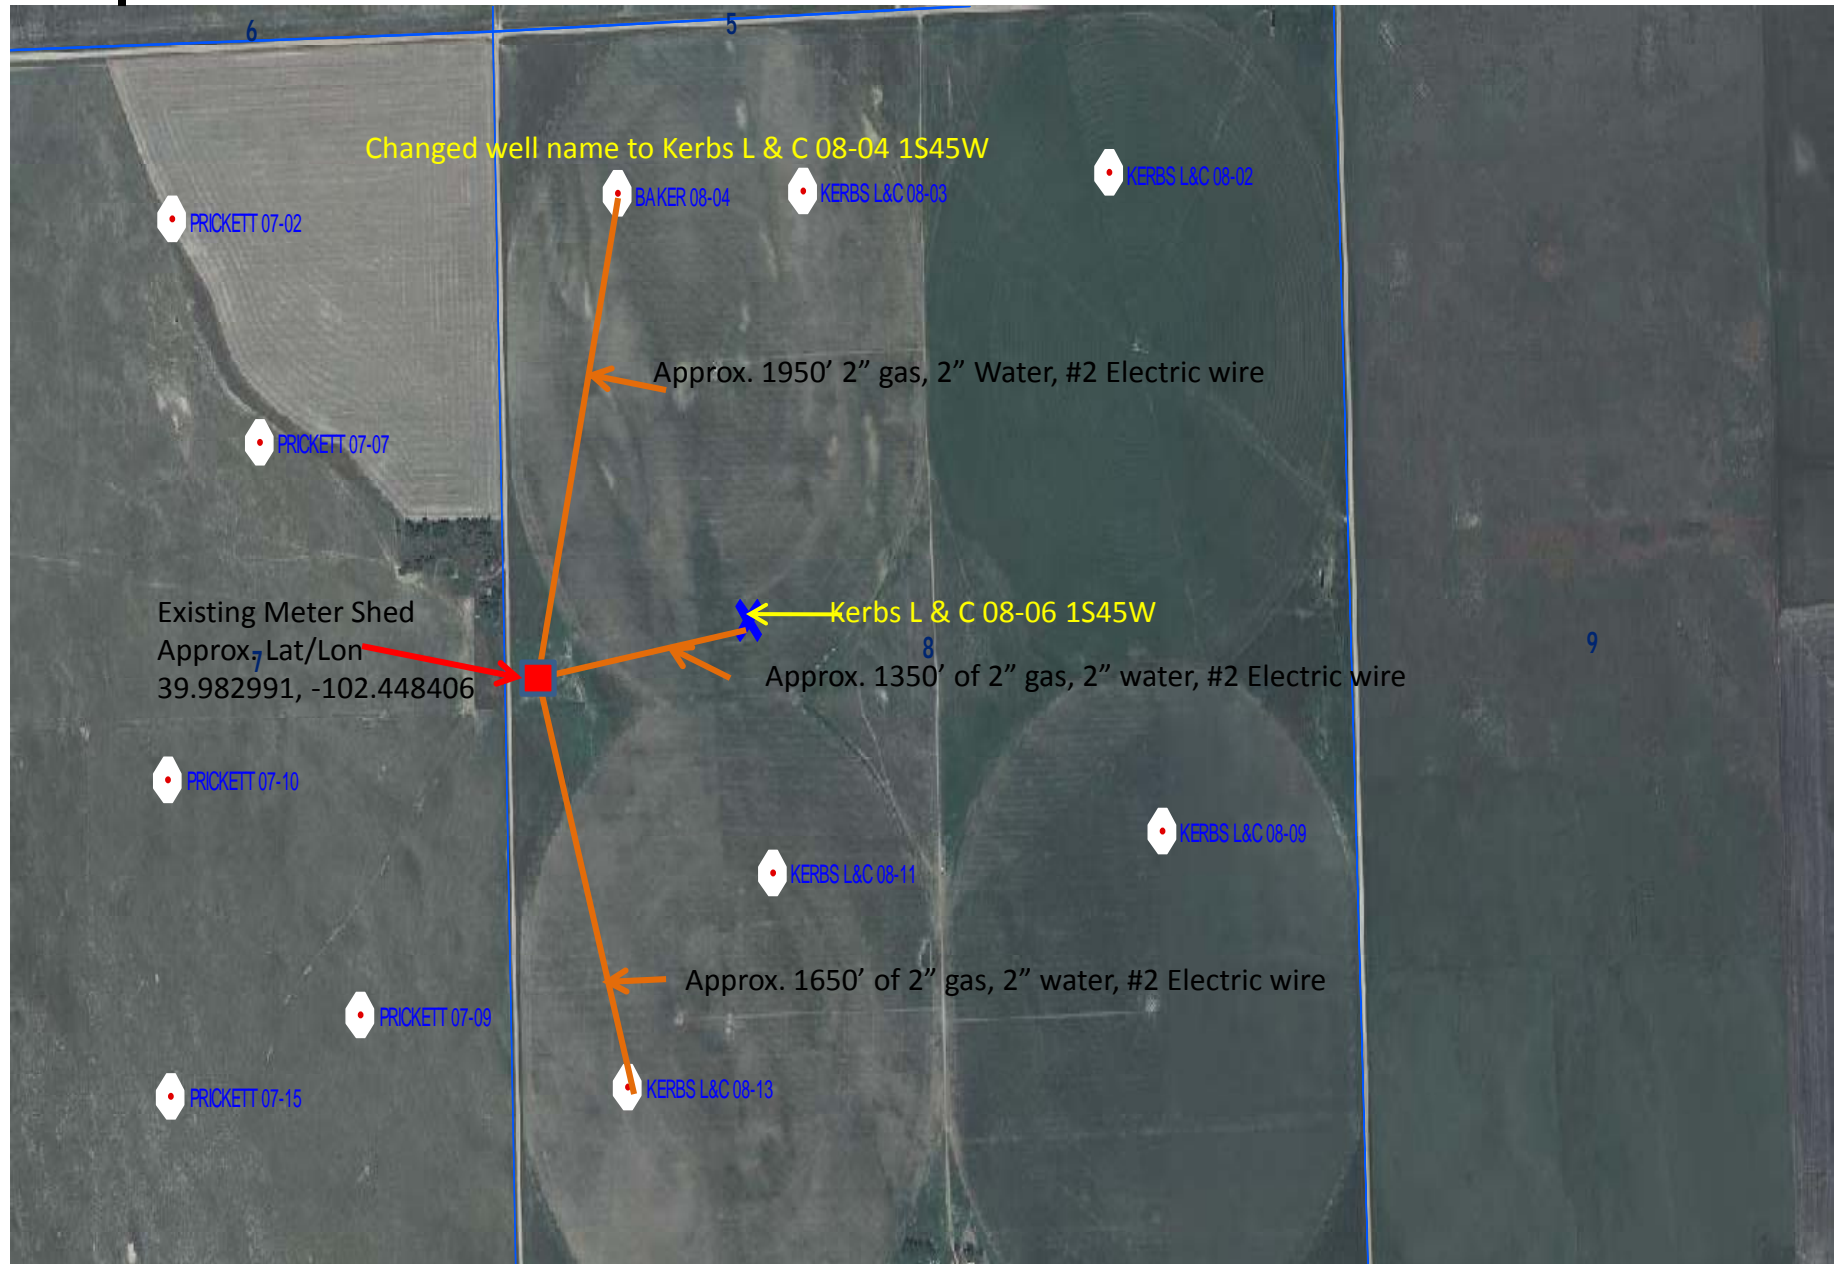 6
5
Changed well name to Kerbs L & C 08-04 1S45W
BAKER 08-04
KERBS L&C 08-03
KERBS L&C 08-02
PRICKETT 07-02
Approx. 1950’ 2” gas, 2” Water, #2 Electric wire
PRICKETT 07-07
Existing Meter Shed
Approx. Lat/Lon
39.982991, -102.448406
7
Kerbs L & C 08-06 1S45W
8
9
Approx. 1350’ of 2” gas, 2” water, #2 Electric wire
PRICKETT 07-10
KERBS L&C 08-09
KERBS L&C 08-11
Approx. 1650’ of 2” gas, 2” water, #2 Electric wire
PRICKETT 07-09
KERBS L&C 08-13
PRICKETT 07-15